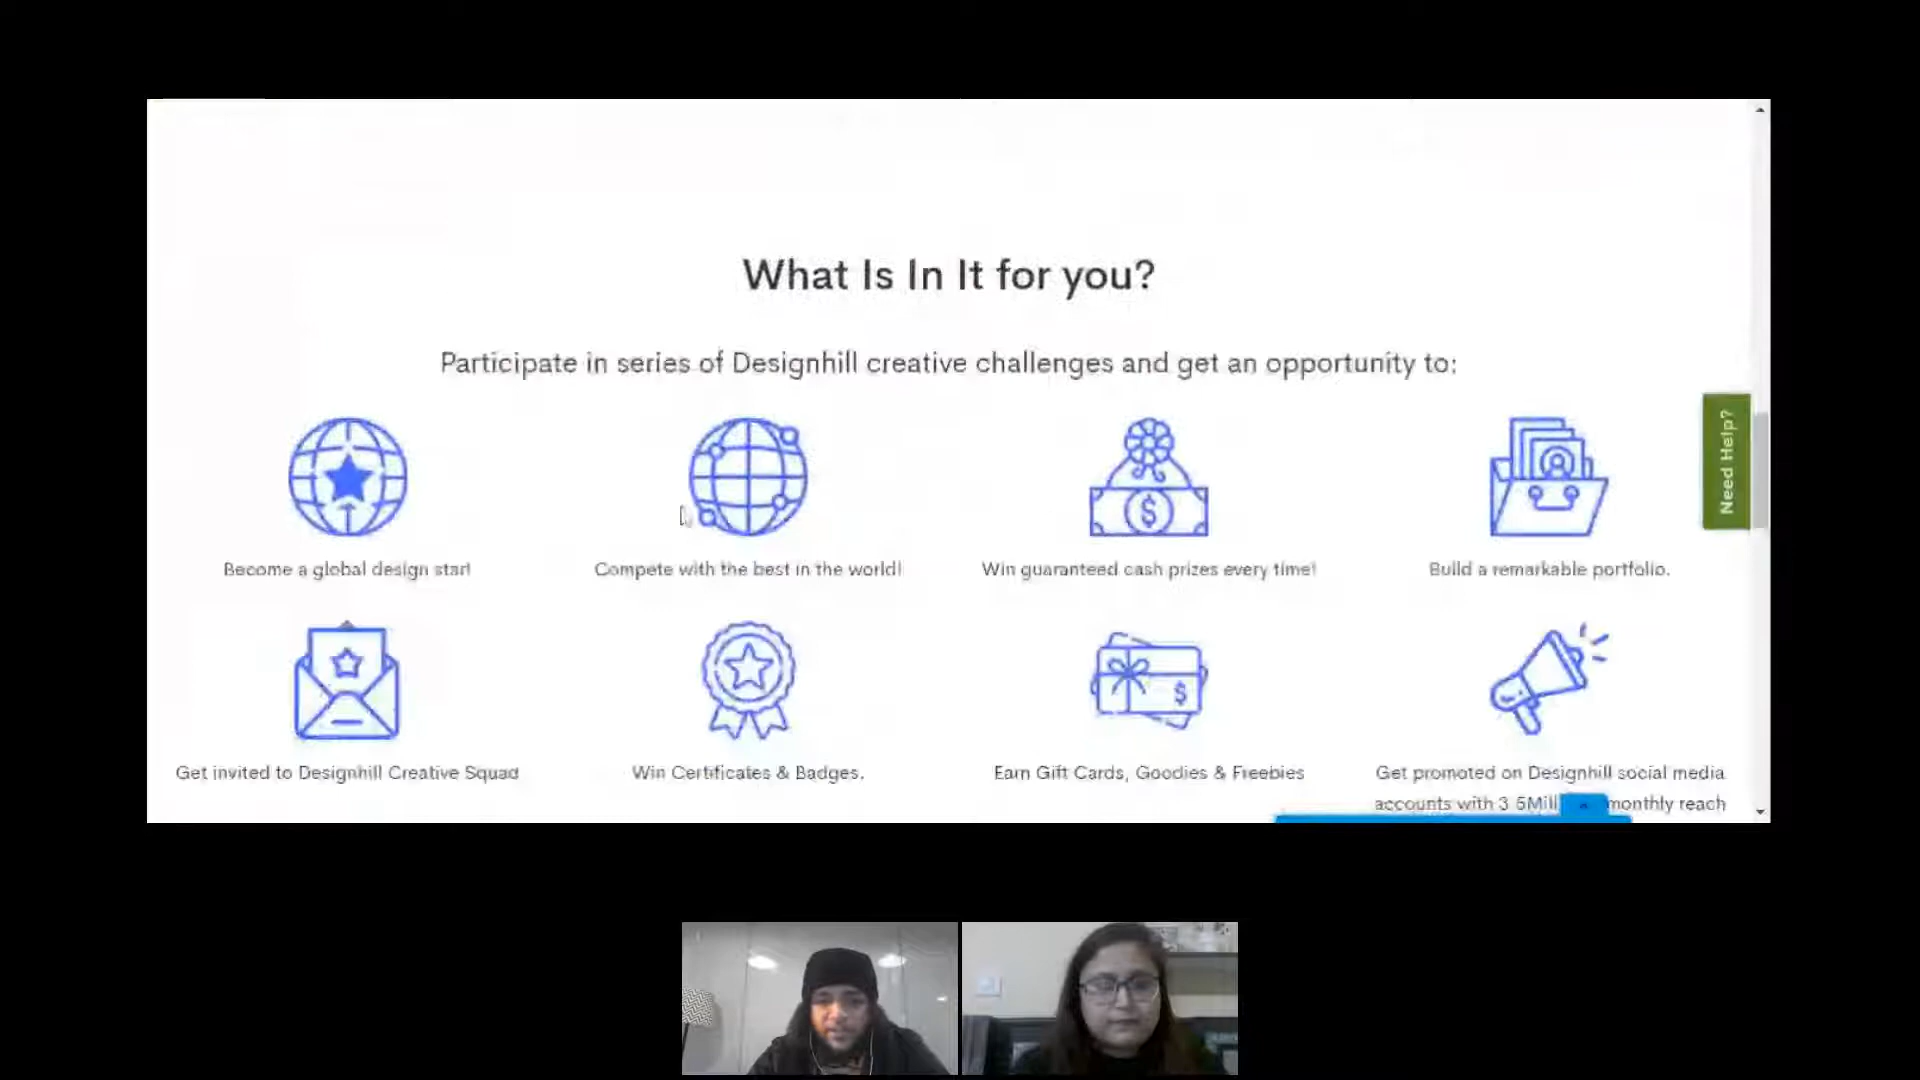 What Is In It for you?
Participate in series of Designhill creative challenges and get an opportunity to:
Need Help?
Become a global design star!
Compete with the best in the world!
Win guaranteed cash prizes every time!
Build a remarkable portfolio.
Get invited to Designhill Creative Squad
Win Certificates & Badges.
Earn Gift Cards, Goodies & Freebies
Get promoted on Designhill social media
accounts with monthly reach